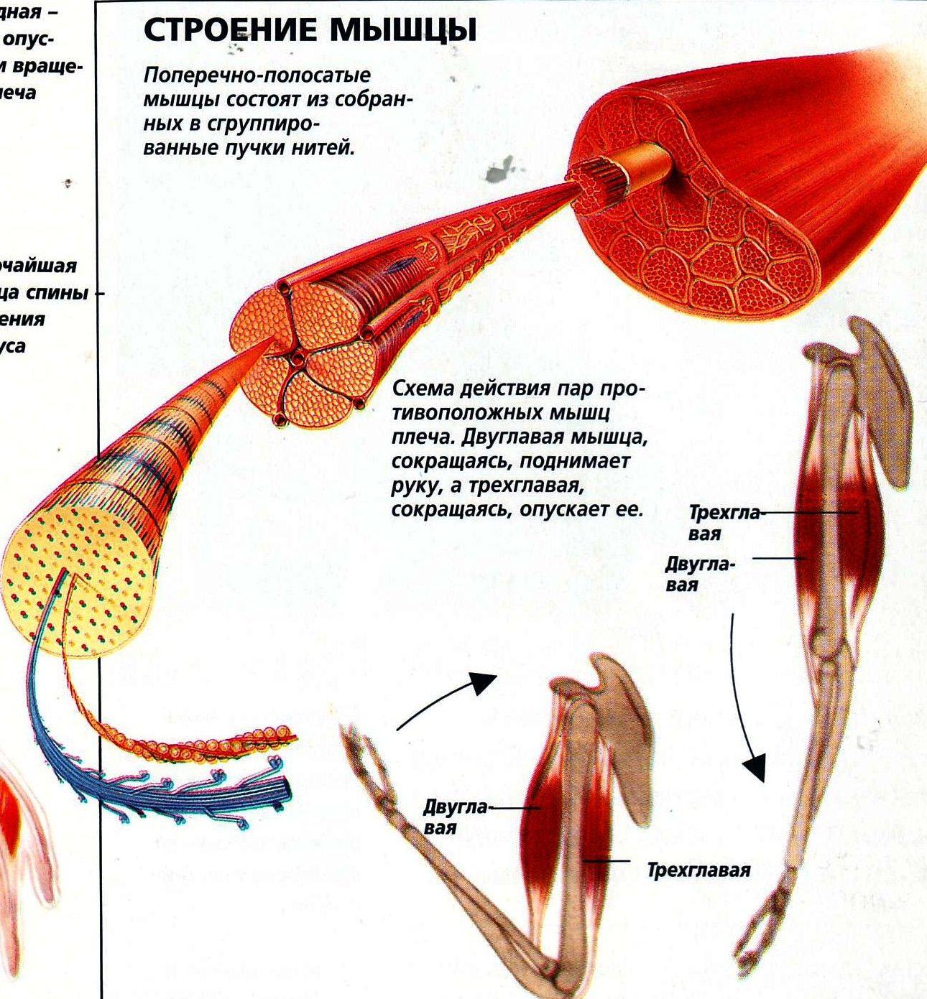 дная –
опус-
и враще-
леча
СТРОЕНИЕ МЫШЦЫ
Поперечно-полосатые
мышцы состоят из собран-
ных в сгруппиро-
ванные пучки нитей.
чайшая
ца спины –
ения
уса
Схема действия пар про-
тивоположных мышц
плеча. Двуглавая мышца,
сокращаясь, поднимает
руку, а трехглавая,
сокращаясь, опускает ее.
Трехгла-
вая
Двугла-
вая
Двугла-
вая
Трехглавая